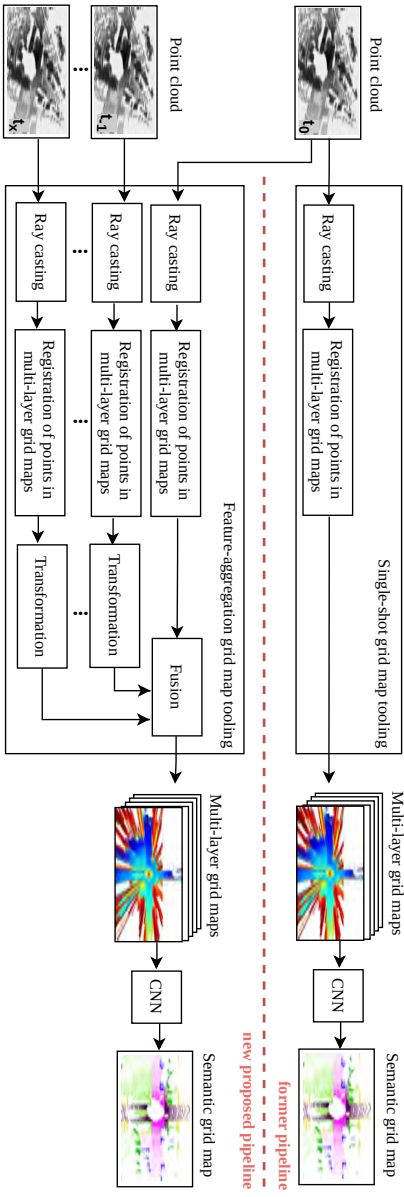 Point cloud
t0
Single-shot grid map tooling
Ray casting
Registration of points in
multi-layer grid maps
Multi-layer grid maps
CNN
Semantic grid map
former pipeline
new proposed pipeline
Point cloud
t-1
...
tx
Feature-aggregation grid map tooling
Ray casting
Registration of points in
multi-layer grid maps
Fusion
Ray casting
Registration of points in
multi-layer grid maps
Transformation
...
...
...
Ray casting
Registration of points in
multi-layer grid maps
Transformation
Multi-layer grid maps
CNN
Semantic grid map